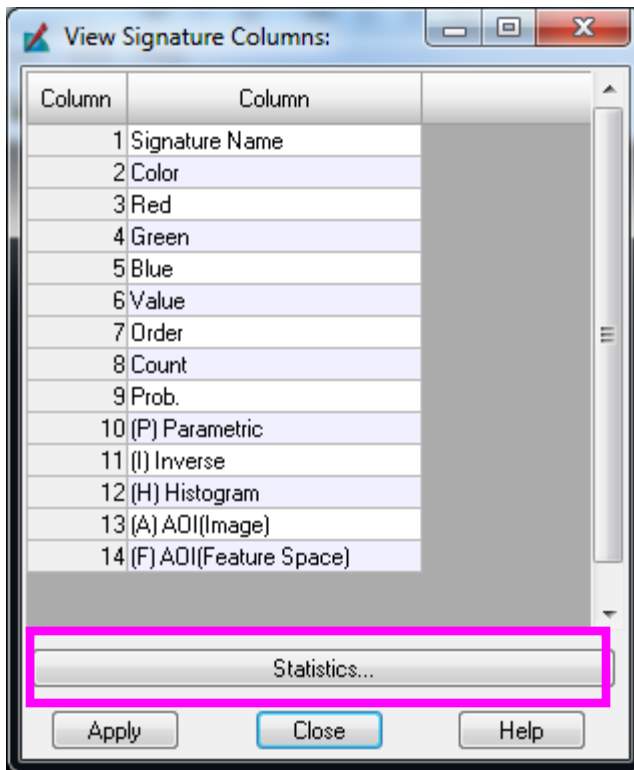 View Signature Columns:
Column Column
1 Signature Name
2 Color
3 Red
4 Green
5 Blue
6 Value
7 Order
8 Count
9 Prob.
10 (P) Parametric
11 (I) Inverse
12 (H) Histogram
13 (A) AOI(Image)
14 (F) AOI(Feature Space)
Statistics...
Apply Close Help